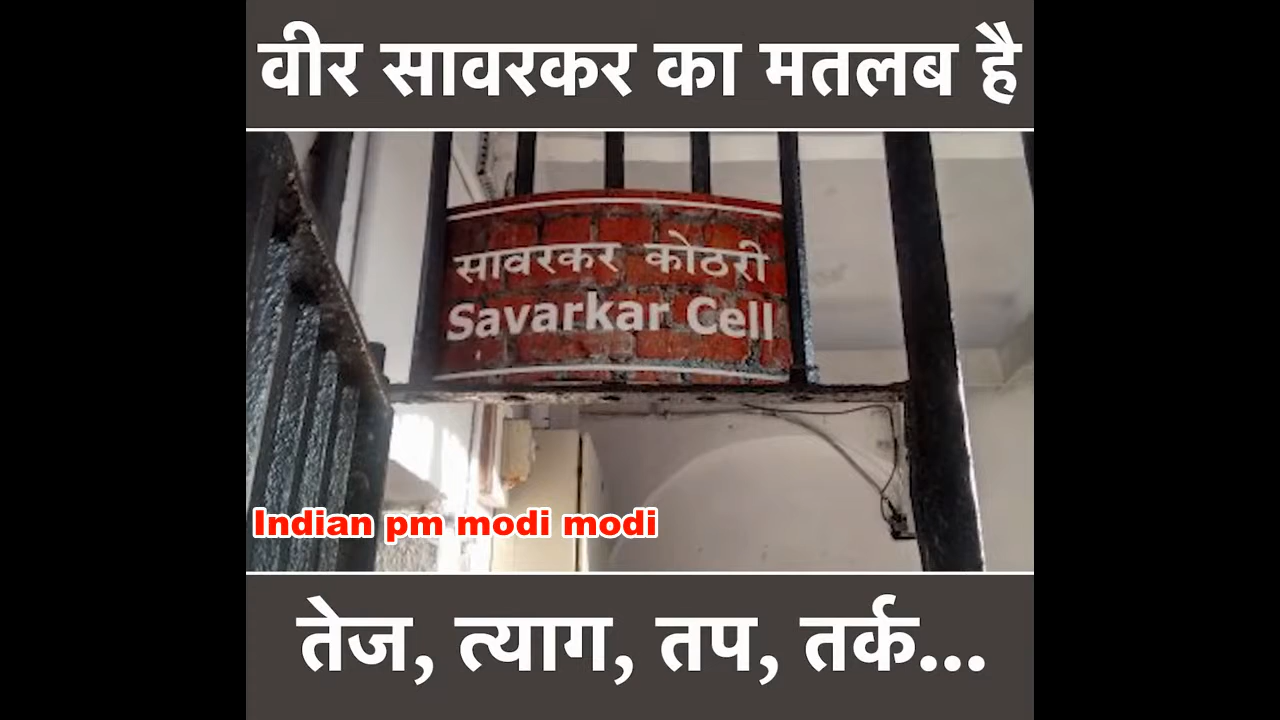 वीर सावरकर का मतलब है
सावरकर कोठरी
Savarkar Cell
Indian pm modi modi
तेज, त्याग, तप, तर्क...